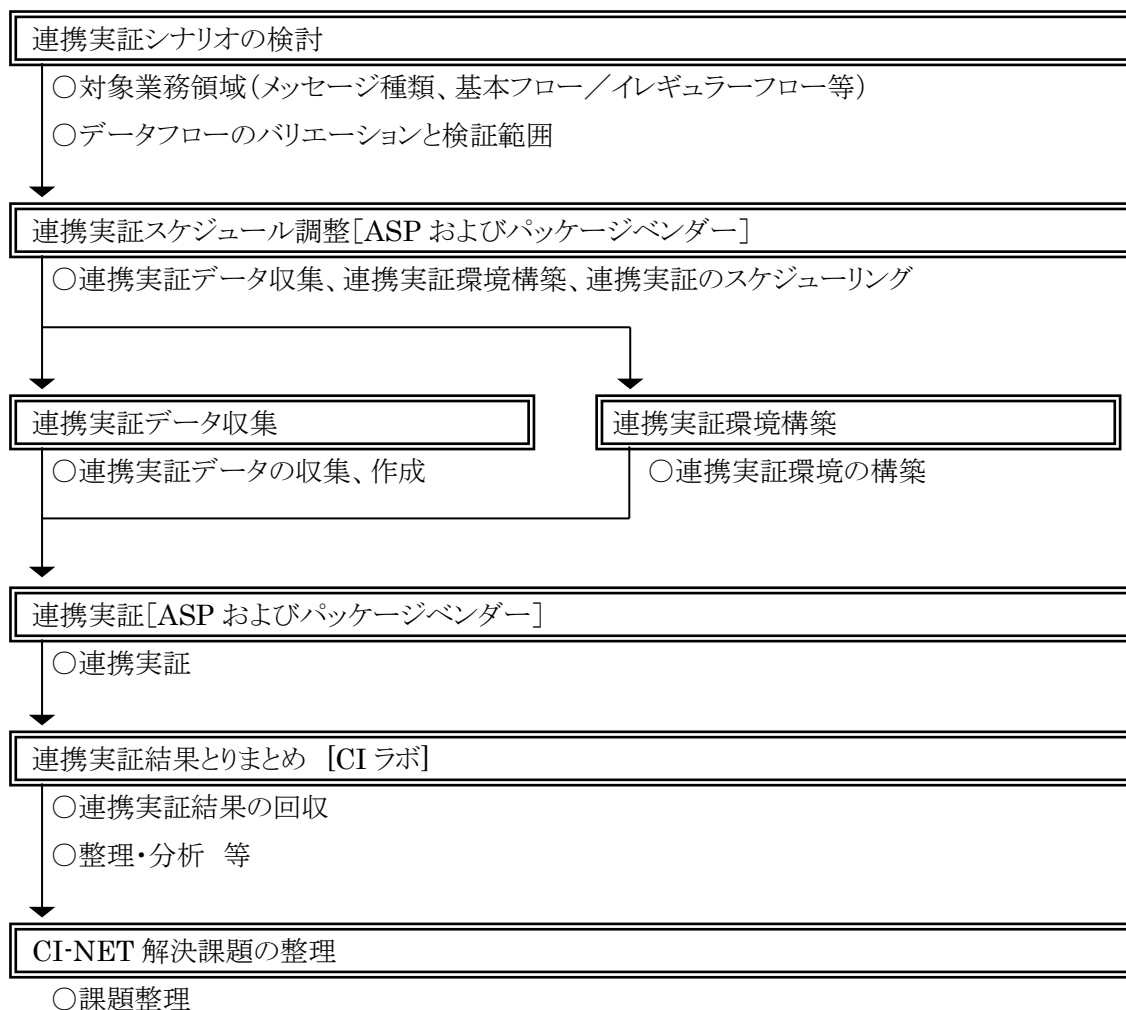 連携実証シナリオの検討
○対象業務領域(メッセージ種類、基本フロー／イレギュラーフロー等)
○データフローのバリエーションと検証範囲
連携実証スケジュール調整[ASP およびパッケージベンダー]
○連携実証データ収集、連携実証環境構築、連携実証のスケジューリング
連携実証データ収集
連携実証環境構築
○連携実証データの収集、作成
○連携実証環境の構築
連携実証[ASP およびパッケージベンダー]
○連携実証
連携実証結果とりまとめ [CI ラボ]
○連携実証結果の回収
○整理・分析 等
CI-NET 解決課題の整理
○課題整理